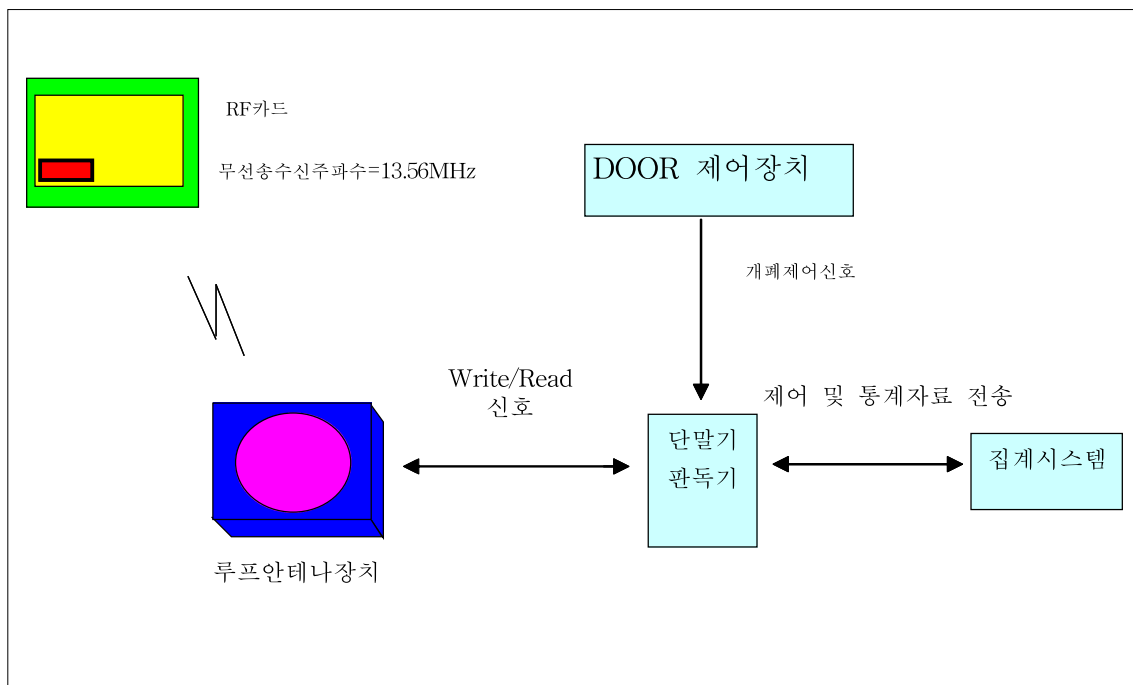 RF카드
무선송수신주파수=13.56MHz
DOOR 제어장치
개폐제어신호
Write/Read
신호
제어 및 통계자료 전송
단말기
판독기
집계시스템
루프안테나장치